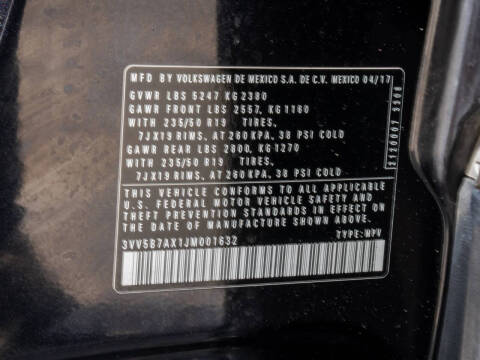 MFD BY VOLKSWAGEN DE MEXICO S.A. DE C.V. MEXICO 04/17
GVWR LBS 5247 KG 2380
GAWR FRONT LBS 2557, KG 1160
WITH 235/50 R19 TIRES,
7JX19 RIMS, AT 260 KPA, 38 PSI COLD
GAWR REAR LBS 2800, KG 1270
WITH 235/50 R19 TIRES,
7JX19 RIMS, AT 260 KPA, 38 PSI COLD
THIS VEHICLE CONFORMS TO ALL APPLICABLE
U.S. FEDERAL MOTOR VEHICLE SAFETY AND
THEFT PREVENTION STANDARDS IN EFFECT
ON THE DATE OF MANUFACTURE SHOWN ABOVE.
3VV5B7AX1JM001632 TYPE: MPV
2120007